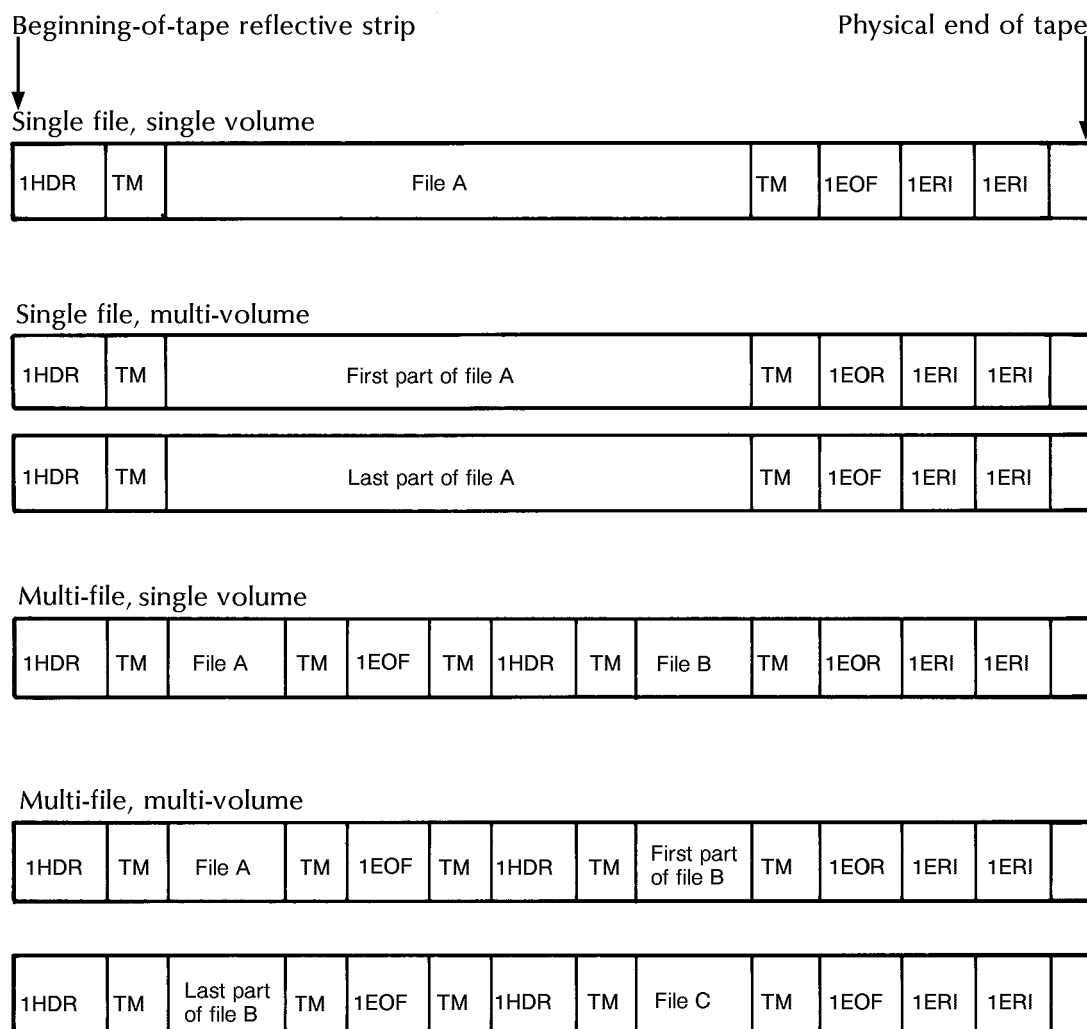 Beginning-of-tape reflective strip Physical end of tape
Single file, single volume
1HDR TM File A TM 1EOF 1ERI 1ERI
Single file, multi-volume
1HDR TM First part of file A TM 1EOR 1ERI 1ERI
1HDR TM Last part of file A TM 1EOF 1ERI 1ERI
Multi-file, single volume
1HDR TM File A TM 1EOF TM 1HDR TM File B TM 1EOR 1ERI 1ERI
Multi-file, multi-volume
1HDR TM File A TM 1EOF TM 1HDR TM First part of file B TM 1EOR 1ERI 1ERI
1HDR TM Last part of file B TM 1EOF TM 1HDR TM File C TM 1EOF 1ERI 1ERI